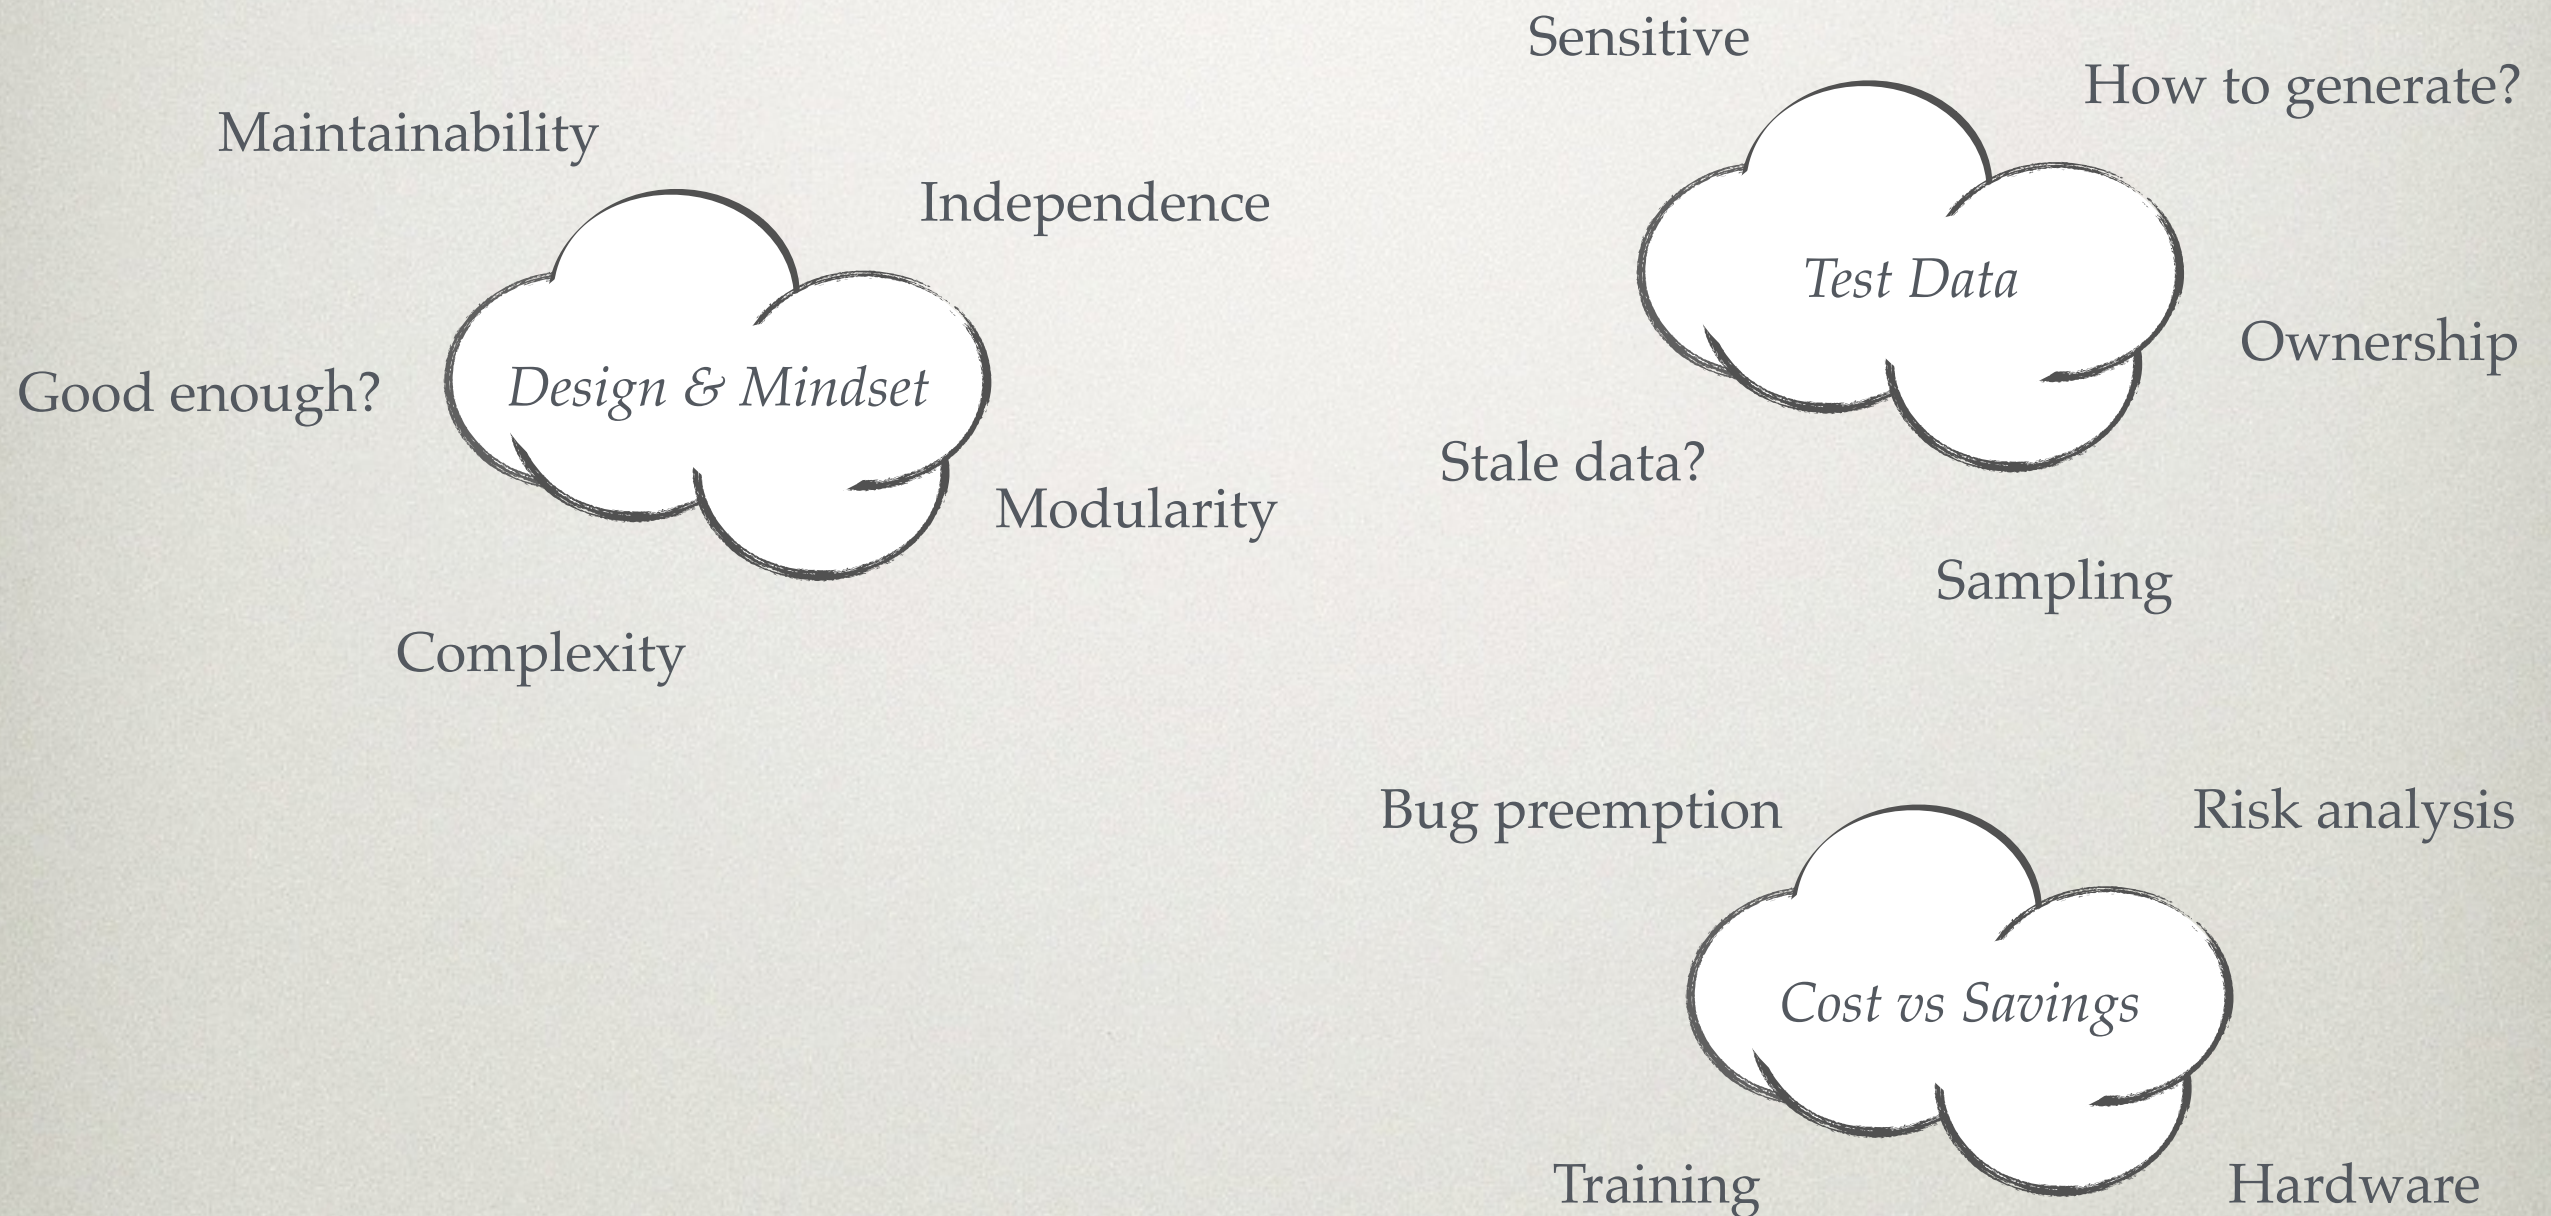 Maintainability
Independence
Good enough?
Design & Mindset
Modularity
Complexity
Sensitive
How to generate?
Test Data
Ownership
Stale data?
Sampling
Bug preemption
Risk analysis
Cost vs Savings
Training
Hardware